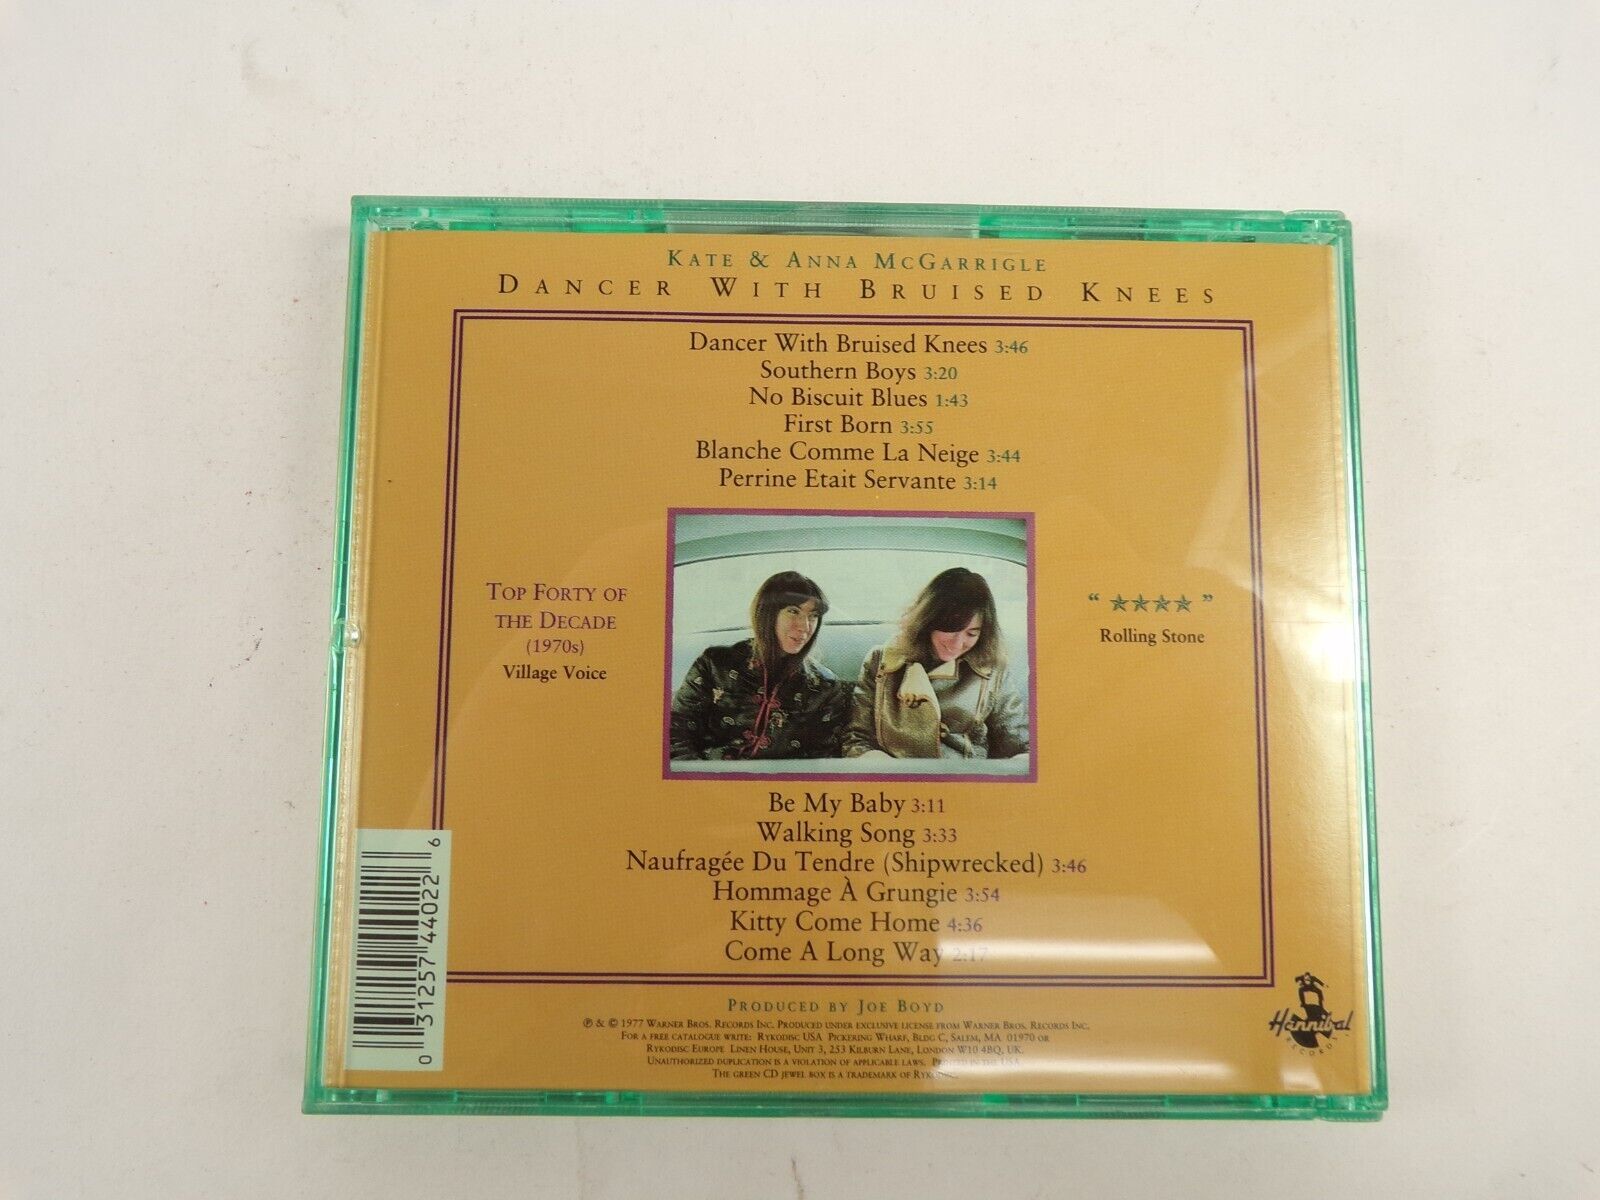 KATE & ANNA MCGARRIGLE
DANCER WITH BRUISED KNEES
Dancer With Bruised Knees 3:46
Southern Boys 3:20
No Biscuit Blues 1:43
First Born 3:55
Blanche Comme La Neige 3:44
Perrine Etait Servante 3:14
TOP FORTY OF
THE DECADE
(1970s)
Village Voice
“ ★★★★ ”
Rolling Stone
Be My Baby 3:11
Walking Song 3:33
Naufragée Du Tendre (Shipwrecked) 3:46
Hommage À Grungie 3:54
Kitty Come Home 4:36
Come A Long Way 2:17
PRODUCED BY JOE BOYD
℗ & © 1977 WARNER BROS. RECORDS INC. PRODUCED UNDER EXCLUSIVE LICENSE FROM WARNER BROS. RECORDS INC.
FOR A FREE CATALOGUE WRITE: RYKODISC USA PICKERING WHARF, BLDG C, SALEM, MA 01970 OR
RYKODISC EUROPE LINEN HOUSE, UNIT 3, 253 KILBURN LANE, LONDON W10 4BQ, UK.
UNAUTHORIZED DUPLICATION IS A VIOLATION OF APPLICABLE LAWS. PRINTED IN THE USA
THE GREEN CD JEWEL BOX IS A TRADEMARK OF RYKODISC.
0 31257 44022 6
Hannibal
RECORDS